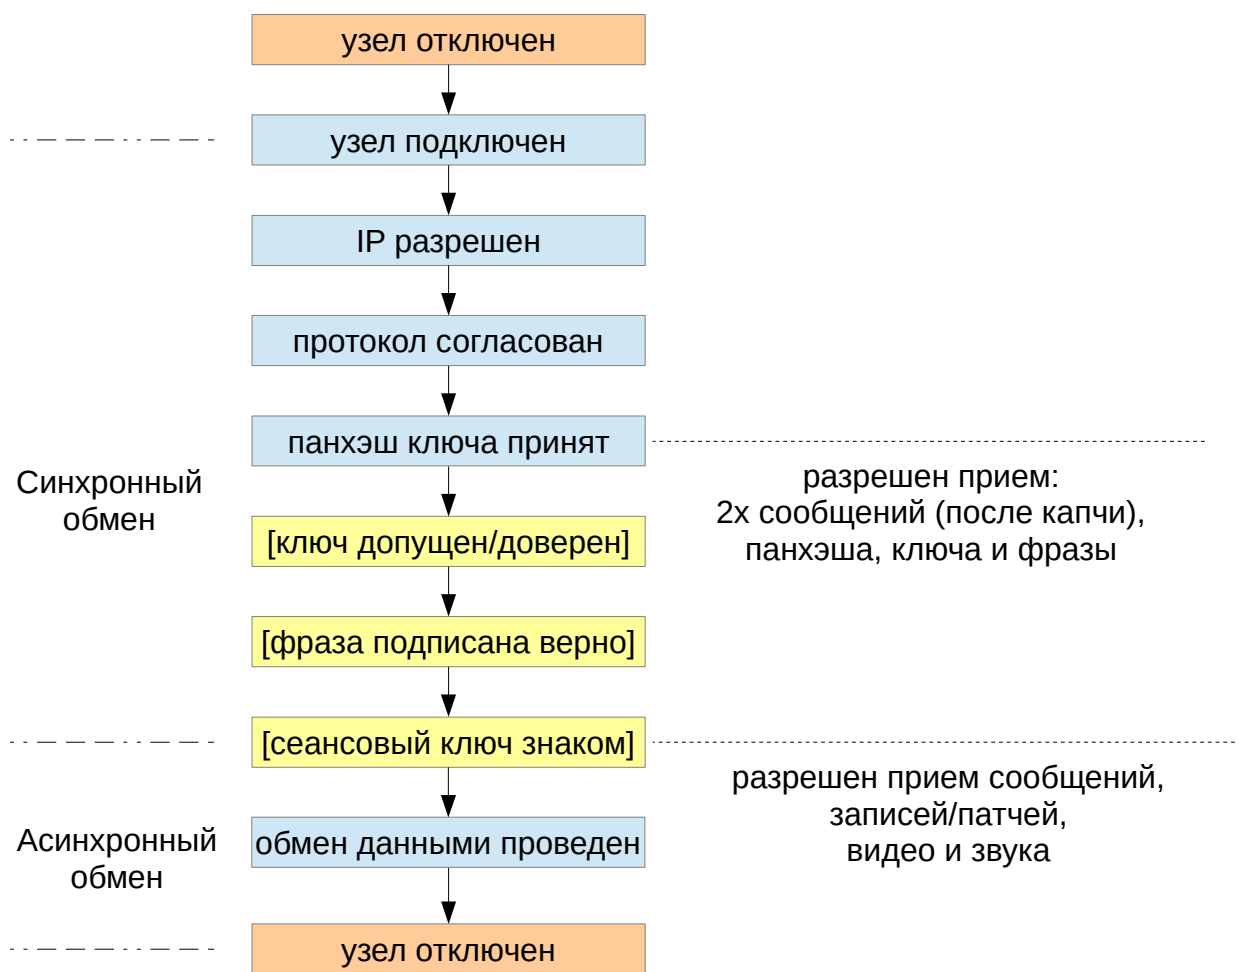 узел отключен
узел подключен
IP разрешен
протокол согласован
панхэш ключа принят
Синхронный
обмен
разрешен прием:
2х сообщений (после капчи),
панхэша, ключа и фразы
[ключ допущен/доверен]
[фраза подписана верно]
[сеансовый ключ знаком]
разрешен прием сообщений,
записей/патчей,
видео и звука
Асинхронный
обмен
обмен данными проведен
узел отключен